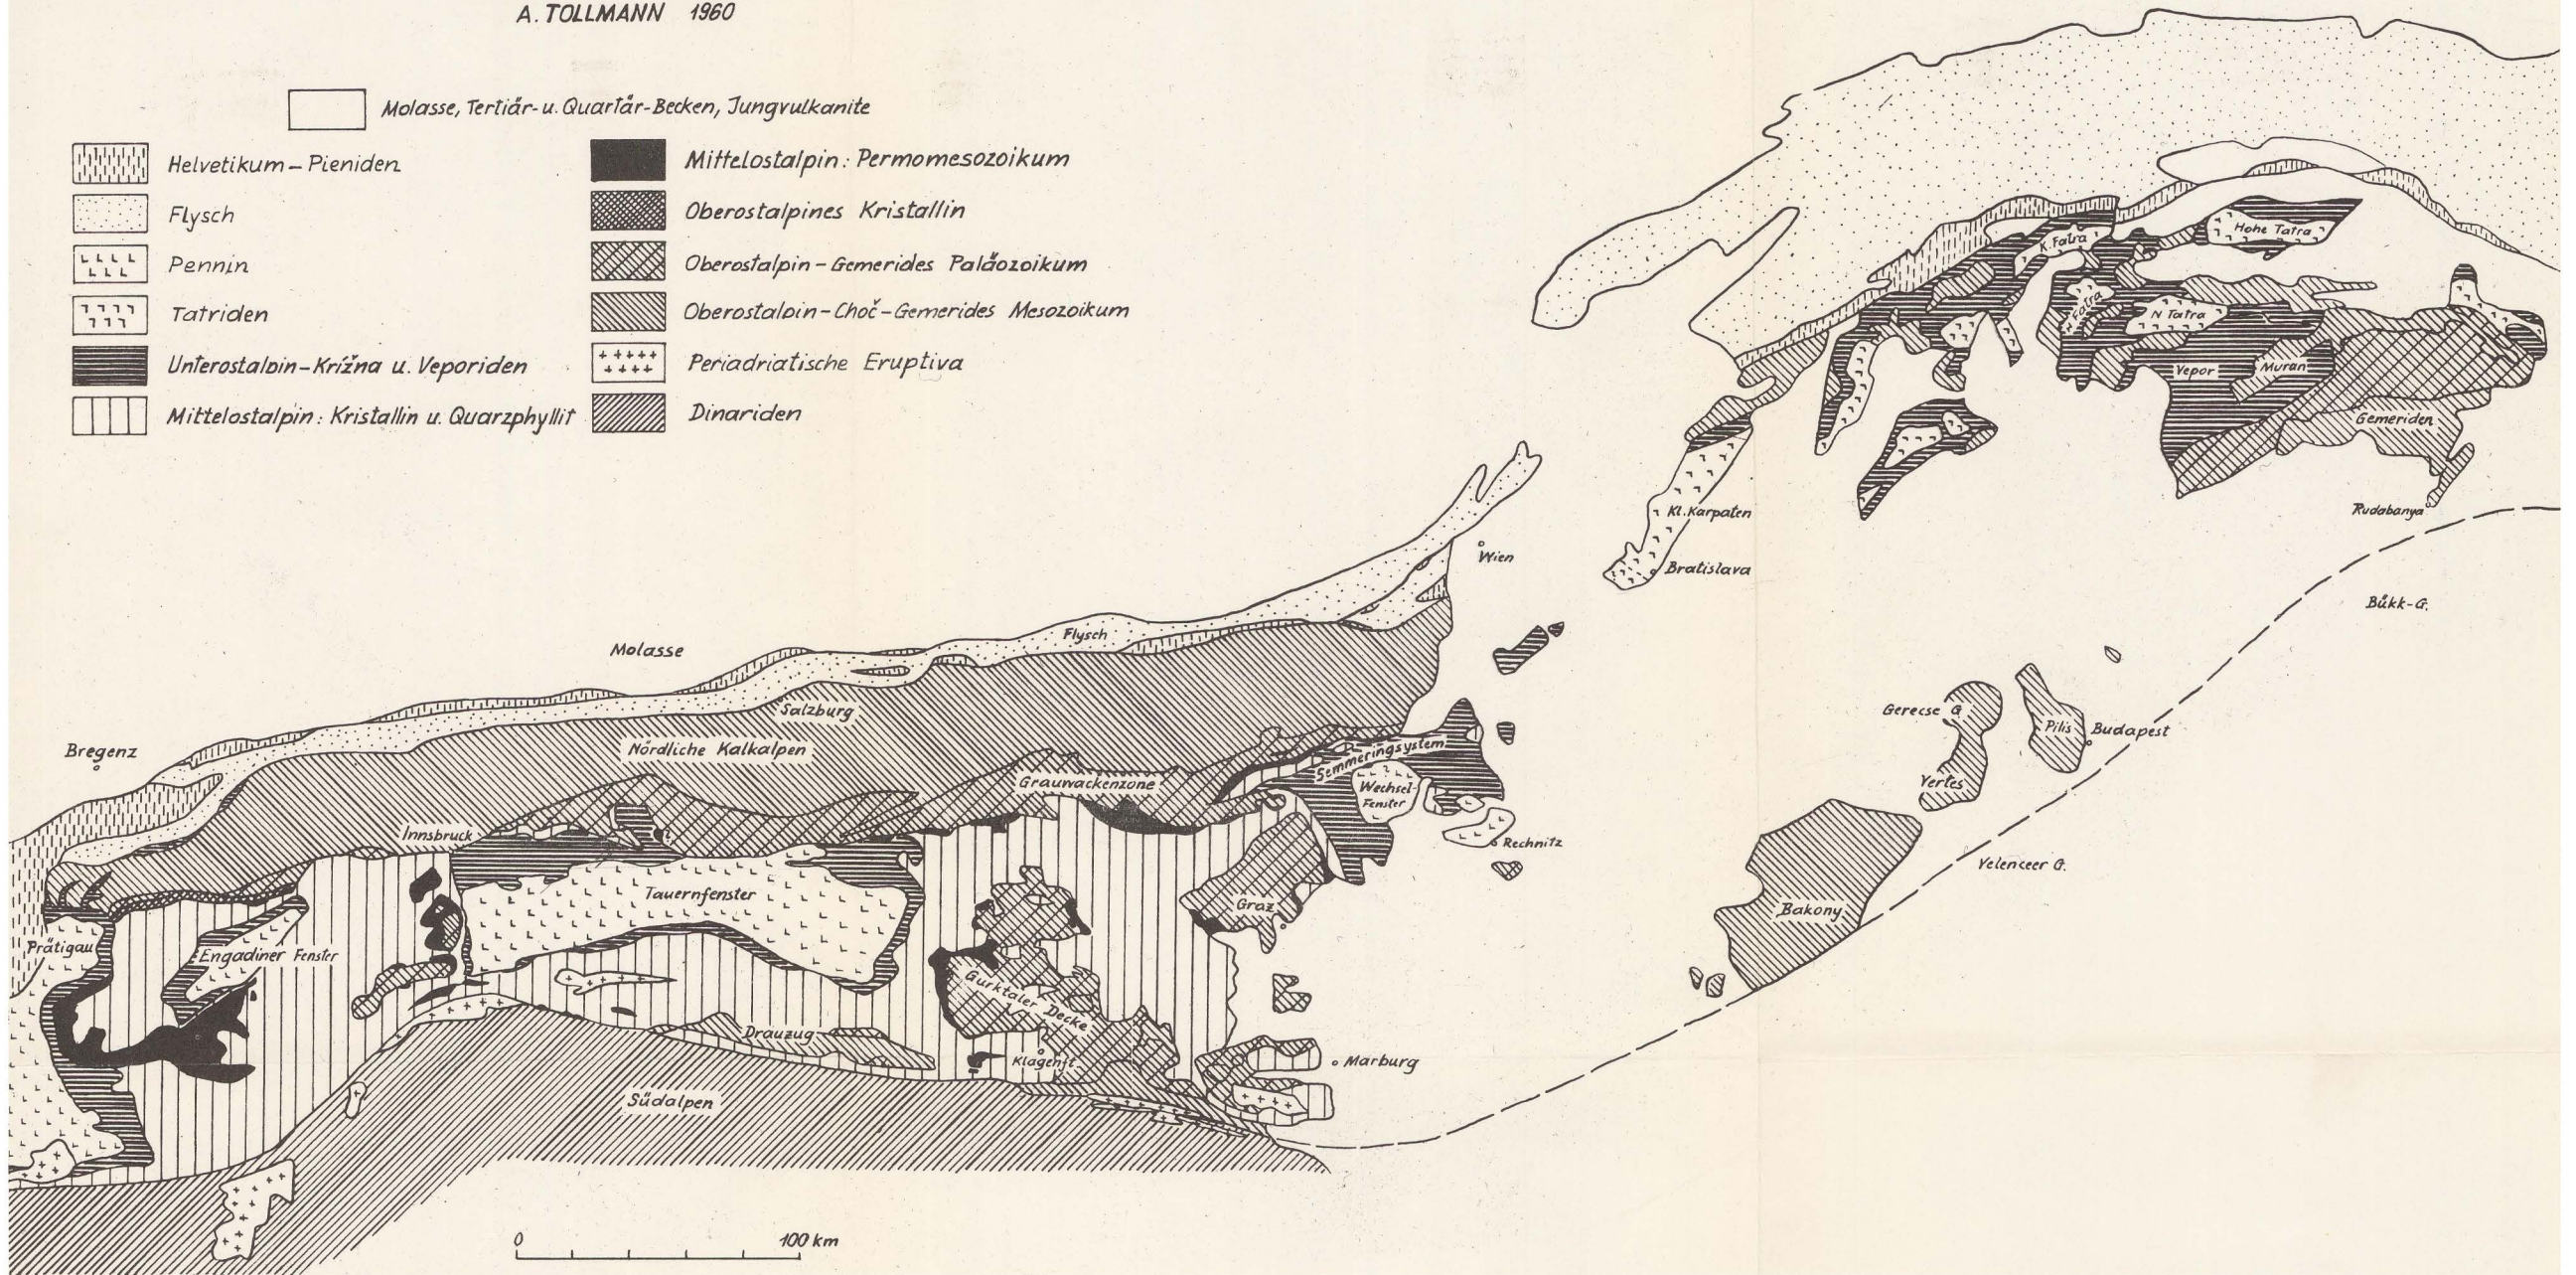 A. TOLLMANN 1960
Molasse, Tertiär- u. Quartär-Becken, Jungvulkanite
Helvetikum – Pieniden
Flysch
Pennin
Tatriden
Unterostalpin – Krížna u. Veporiden
Mittelostalpin: Kristallin u. Quarzphyllit
Mittelostalpin: Permomesozoikum
Oberostalpines Kristallin
Oberostalpin – Gemerides Paläozoikum
Oberostalpin – Choč – Gemerides Mesozoikum
Periadriatische Eruptiva
Dinariden
K. Fatra
Hohe Tatra
N Fatra
N Tatra
Vepor
Muran
Gemeriden
Rudabanya
Kl. Karpaten
Bratislava
Wien
Bükk-G.
Flysch
Molasse
Salzburg
Nördliche Kalkalpen
Bregenz
Grauwackenzone
Semmeringsystem
Wechsel-
Fenster
Rechnitz
Gerecse G
Pilis
Budapest
Vertes
Velenceer G.
Bakony
Innsbruck
Tauernfenster
Graz
Prätigau
Engadiner Fenster
Gurktaler Decke
Drauzug
Klagenft.
Marburg
Südalpen
0 100 km